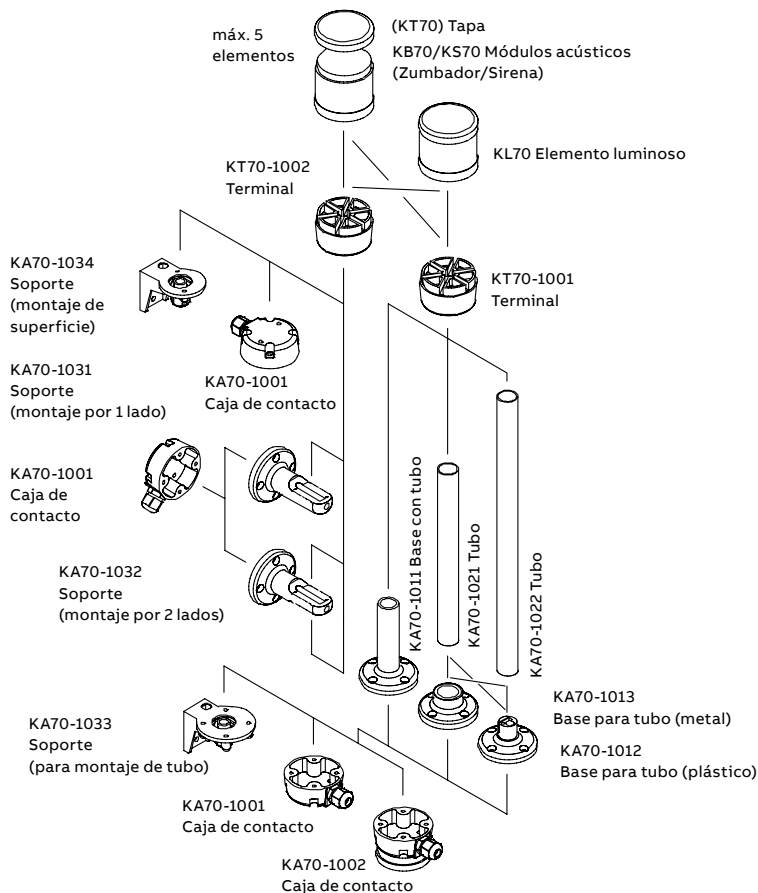 máx. 5
elementos
(KT70) Tapa
KB70/KS70 Módulos acústicos
(Zumbador/Sirena)
KL70 Elemento luminoso
KT70-1002
Terminal
KT70-1001
Terminal
KA70-1034
Soporte
(montaje de
superficie)
KA70-1001
Caja de contacto
KA70-1031
Soporte
(montaje por 1 lado)
KA70-1001
Caja de
contacto
KA70-1032
Soporte
(montaje por 2 lados)
KA70-1011 Base con tubo
KA70-1021 Tubo
KA70-1022 Tubo
KA70-1013
Base para tubo (metal)
KA70-1012
Base para tubo (plástico)
KA70-1033
Soporte
(para montaje de tubo)
KA70-1001
Caja de contacto
KA70-1002
Caja de contacto